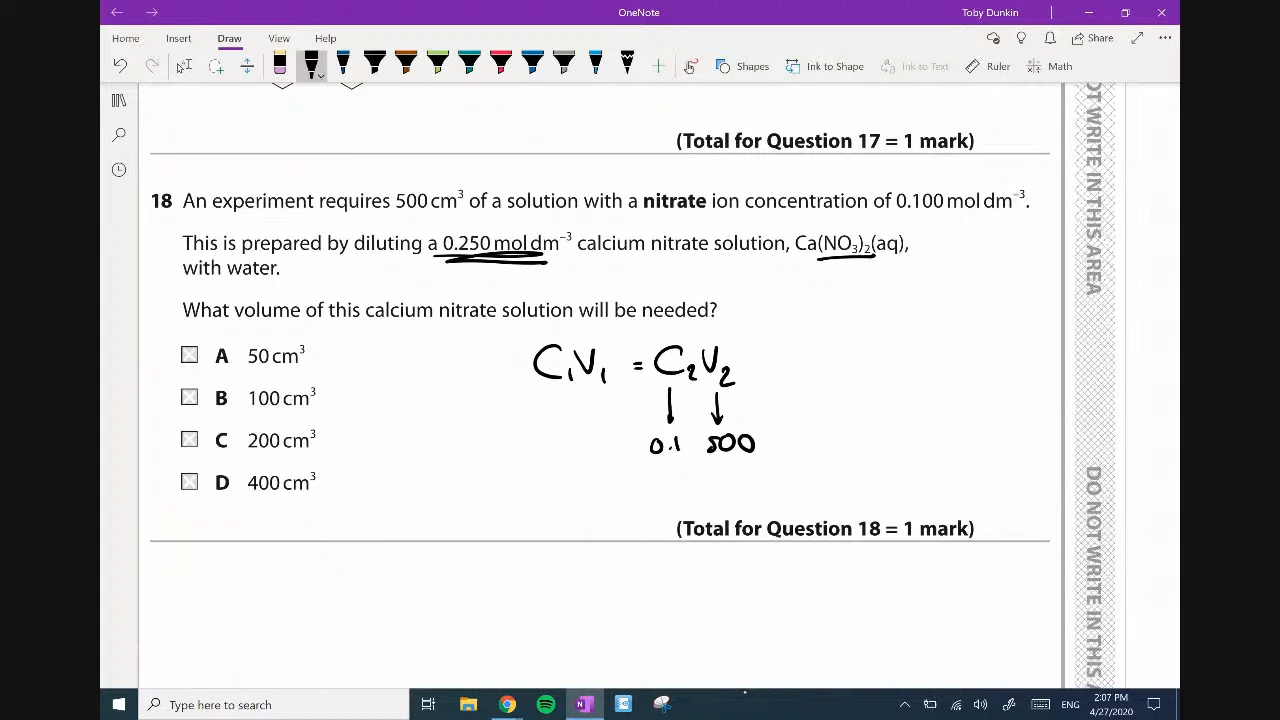 OneNote
Toby Dunkin
Home Insert Draw View Help
Share
Shapes Ink to Shape Ink to Text Ruler Math
(Total for Question 17 = 1 mark)
18 An experiment requires 500 cm³ of a solution with a nitrate ion concentration of 0.100 mol dm⁻³.
This is prepared by diluting a 0.250 mol dm⁻³ calcium nitrate solution, Ca(NO₃)₂(aq),
with water.
What volume of this calcium nitrate solution will be needed?
A 50 cm³
B 100 cm³
C 200 cm³
D 400 cm³
C₁V₁ = C₂V₂
0.1 500
(Total for Question 18 = 1 mark)
OT WRITE IN THIS AREA
DO NOT WRITE IN THIS A
Type here to search
ENG
2:07 PM
4/27/2020